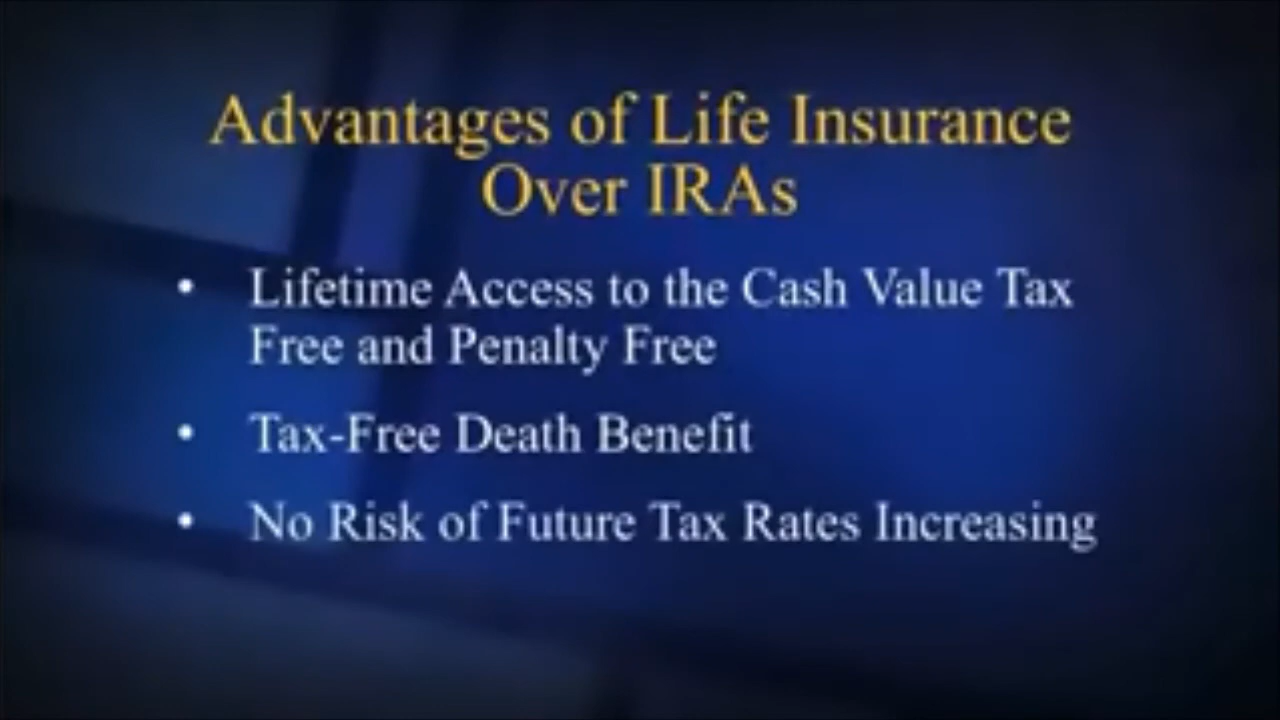 Advantages of Life Insurance
Over IRAs
• Lifetime Access to the Cash Value Tax
Free and Penalty Free
• Tax-Free Death Benefit
• No Risk of Future Tax Rates Increasing